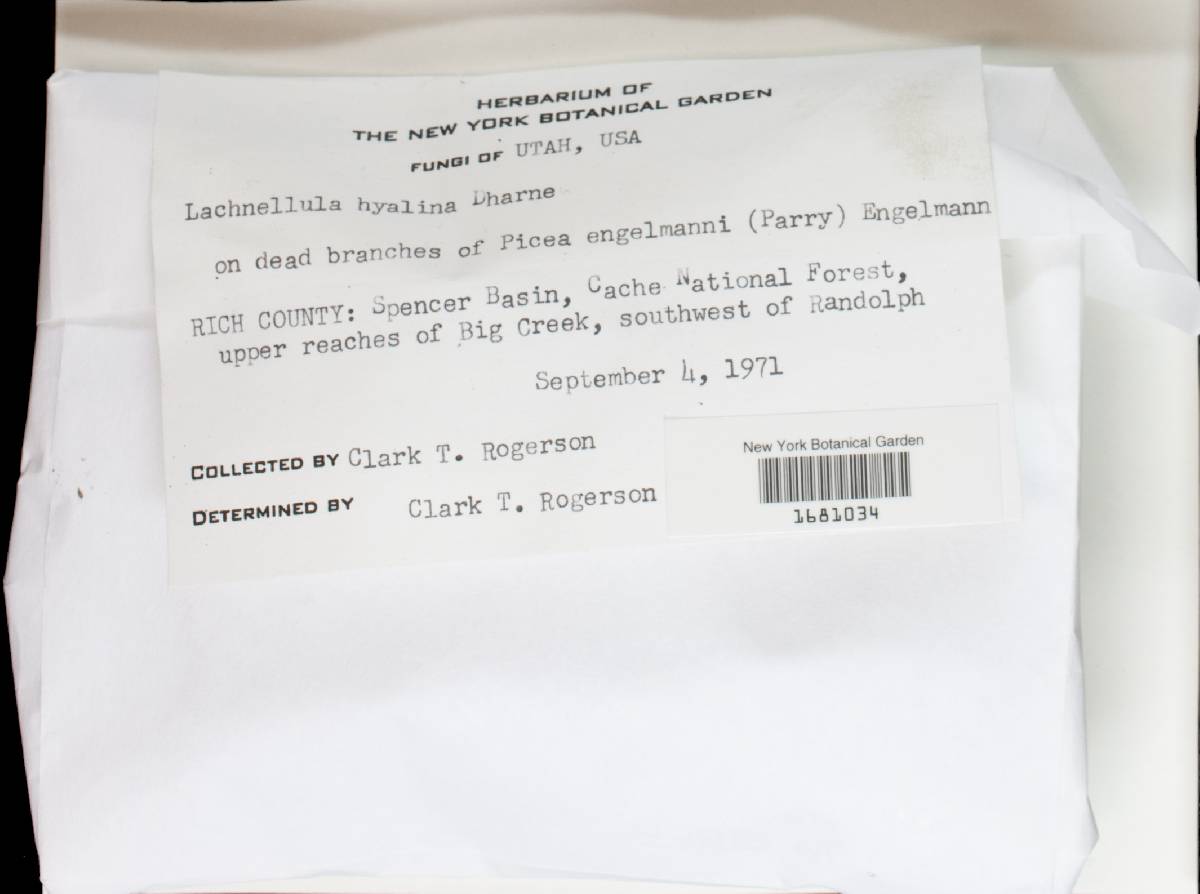 HERBARIUM OF
THE NEW YORK BOTANICAL GARDEN
FUNGI OF UTAH, USA
Lachnellula hyalina Dharne
on dead branches of Picea engelmanni (Parry) Engelmann
RICH COUNTY: Spencer Basin, Cache National Forest,
upper reaches of Big Creek, southwest of Randolph
September 4, 1971
COLLECTED BY Clark T. Rogerson
DETERMINED BY Clark T. Rogerson
New York Botanical Garden
1681034